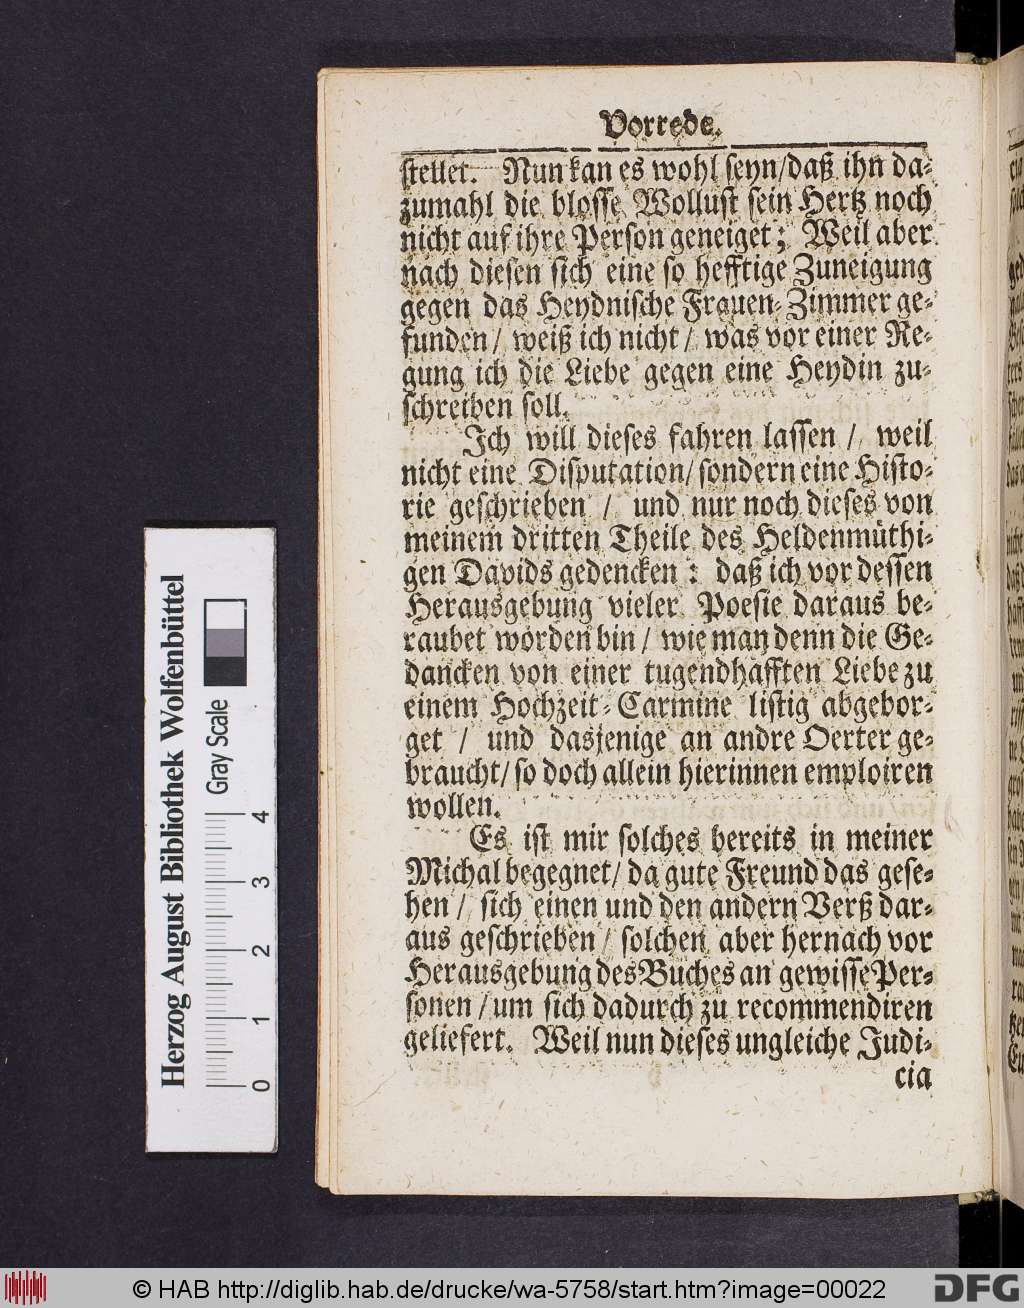 Vorrede.
stellet. Nun kan es wohl seyn/daß ihn da-
zumahl die blosse Wollust sein Hertz noch
nicht auf ihre Person geneiget; Weil aber
nach diesen sich eine so hefftige Zuneigung
gegen das Heydnische Frauen-Zimmer ge-
funden/ weiß ich nicht/ was vor einer Re-
gung ich die Liebe gegen eine Heydin zu-
schreiben soll.
Ich will dieses fahren lassen/ weil
nicht eine Disputation/ sondern eine Histo-
rie geschrieben / und nur noch dieses von
meinem dritten Theile des Heldenmüthi-
gen Davids gedencken: daß ich vor dessen
Herausgebung vieler Poesie daraus be-
raubet worden bin/ wie man denn die Ge-
dancken von einer tugendhafften Liebe zu
einem Hochzeit-Carmine listig abgebor-
get / und dasjenige an andre Oerter ge-
braucht/ so doch allein hierinnen emploiren
wollen.
Es ist mir solches bereits in meiner
Michal begegnet/ da gute Freund das gese-
hen/ sich einen und den andern Verß dar-
aus geschrieben/ solchen aber hernach vor
Herausgebung des Buches an gewisse Per-
sonen/ um sich dadurch zu recommendiren
geliefert. Weil nun dieses ungleiche Judi-
cia
Herzog August Bibliothek Wolfenbüttel
Gray Scale
0 1 2 3 4
© HAB http://diglib.hab.de/drucke/wa-5758/start.htm?image=00022
DFG